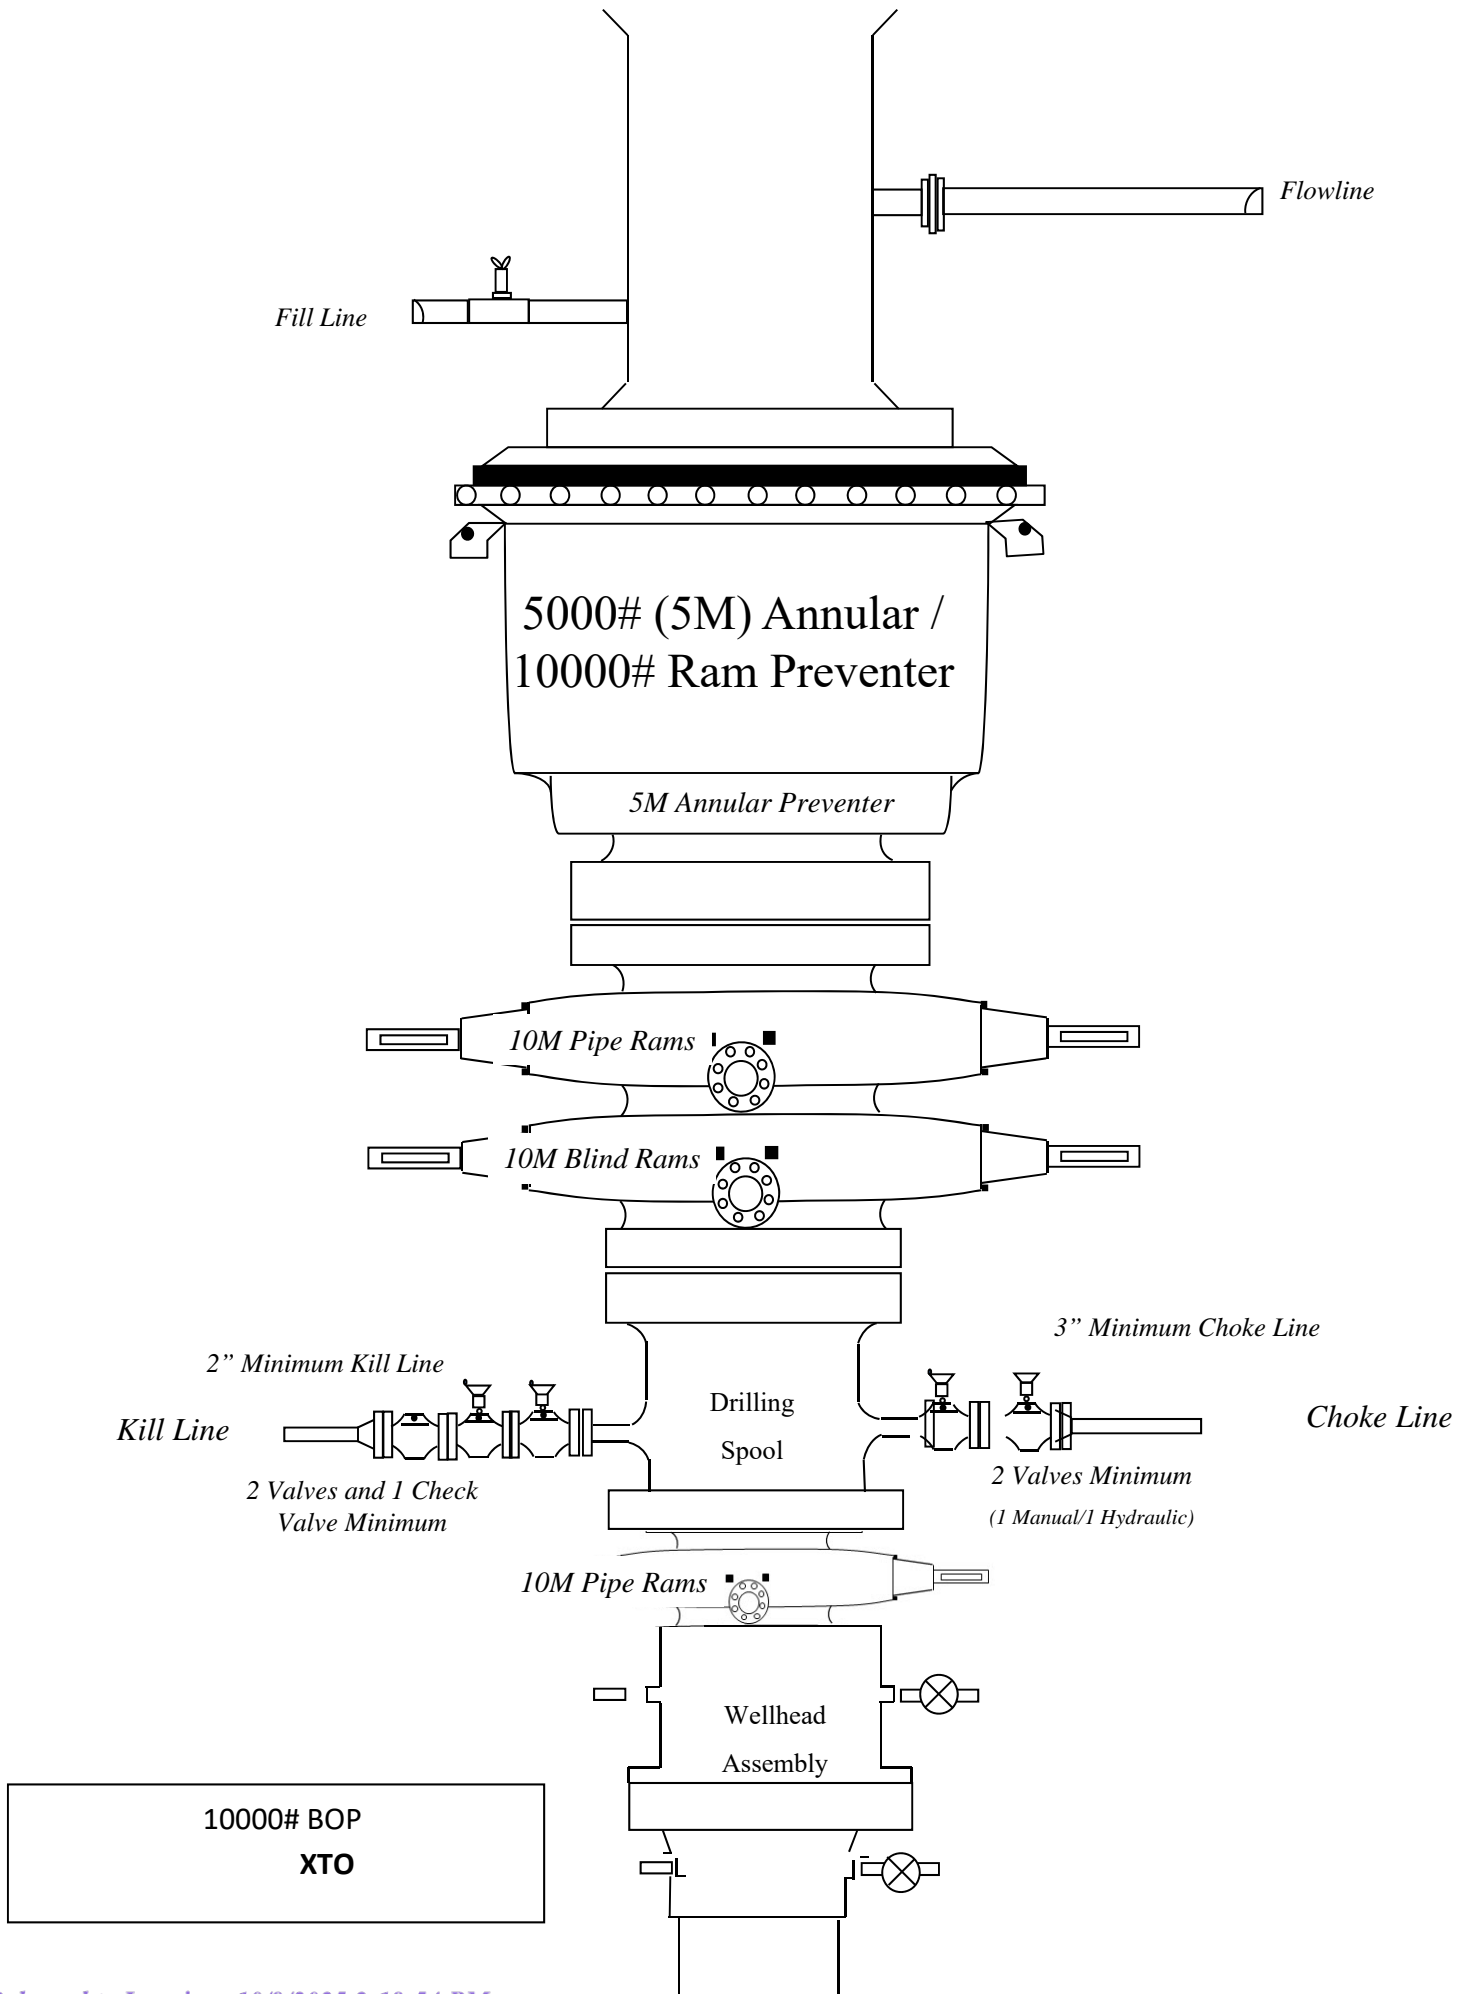 Flowline
Fill Line
5000# (5M) Annular /
10000# Ram Preventer
5M Annular Preventer
10M Pipe Rams
10M Blind Rams
3” Minimum Choke Line
2” Minimum Kill Line
Drilling
Spool
Kill Line
Choke Line
2 Valves and 1 Check
Valve Minimum
2 Valves Minimum
(1 Manual/1 Hydraulic)
10M Pipe Rams
Wellhead
Assembly
10000# BOP
XTO